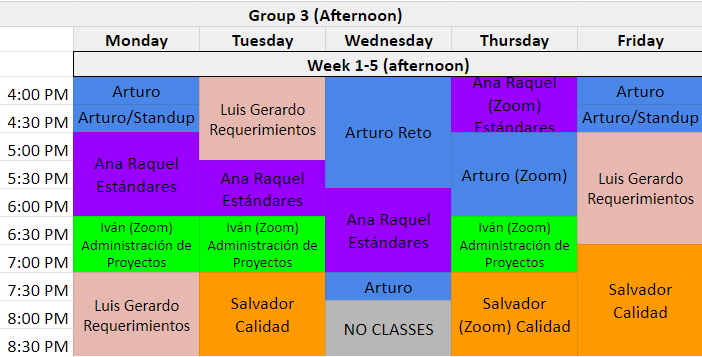 Group 3 (Afternoon)
Monday Tuesday Wednesday Thursday Friday
Week 1-5 (afternoon)
4:00 PM
4:30 PM
5:00 PM
5:30 PM
6:00 PM
6:30 PM
7:00 PM
7:30 PM
8:00 PM
8:30 PM
Arturo
Arturo/Standup
Ana Raquel
Estándares
Iván (Zoom)
Administración de
Proyectos
Luis Gerardo
Requerimientos
Luis Gerardo
Requerimientos
Ana Raquel
Estándares
Iván (Zoom)
Administración de
Proyectos
Salvador
Calidad
Arturo Reto
Ana Raquel
Estándares
Arturo
NO CLASSES
Ana Raquel
(Zoom)
Estándares
Arturo (Zoom)
Iván (Zoom)
Administración de
Proyectos
Salvador
(Zoom) Calidad
Arturo
Arturo/Standup
Luis Gerardo
Requerimientos
Salvador
Calidad